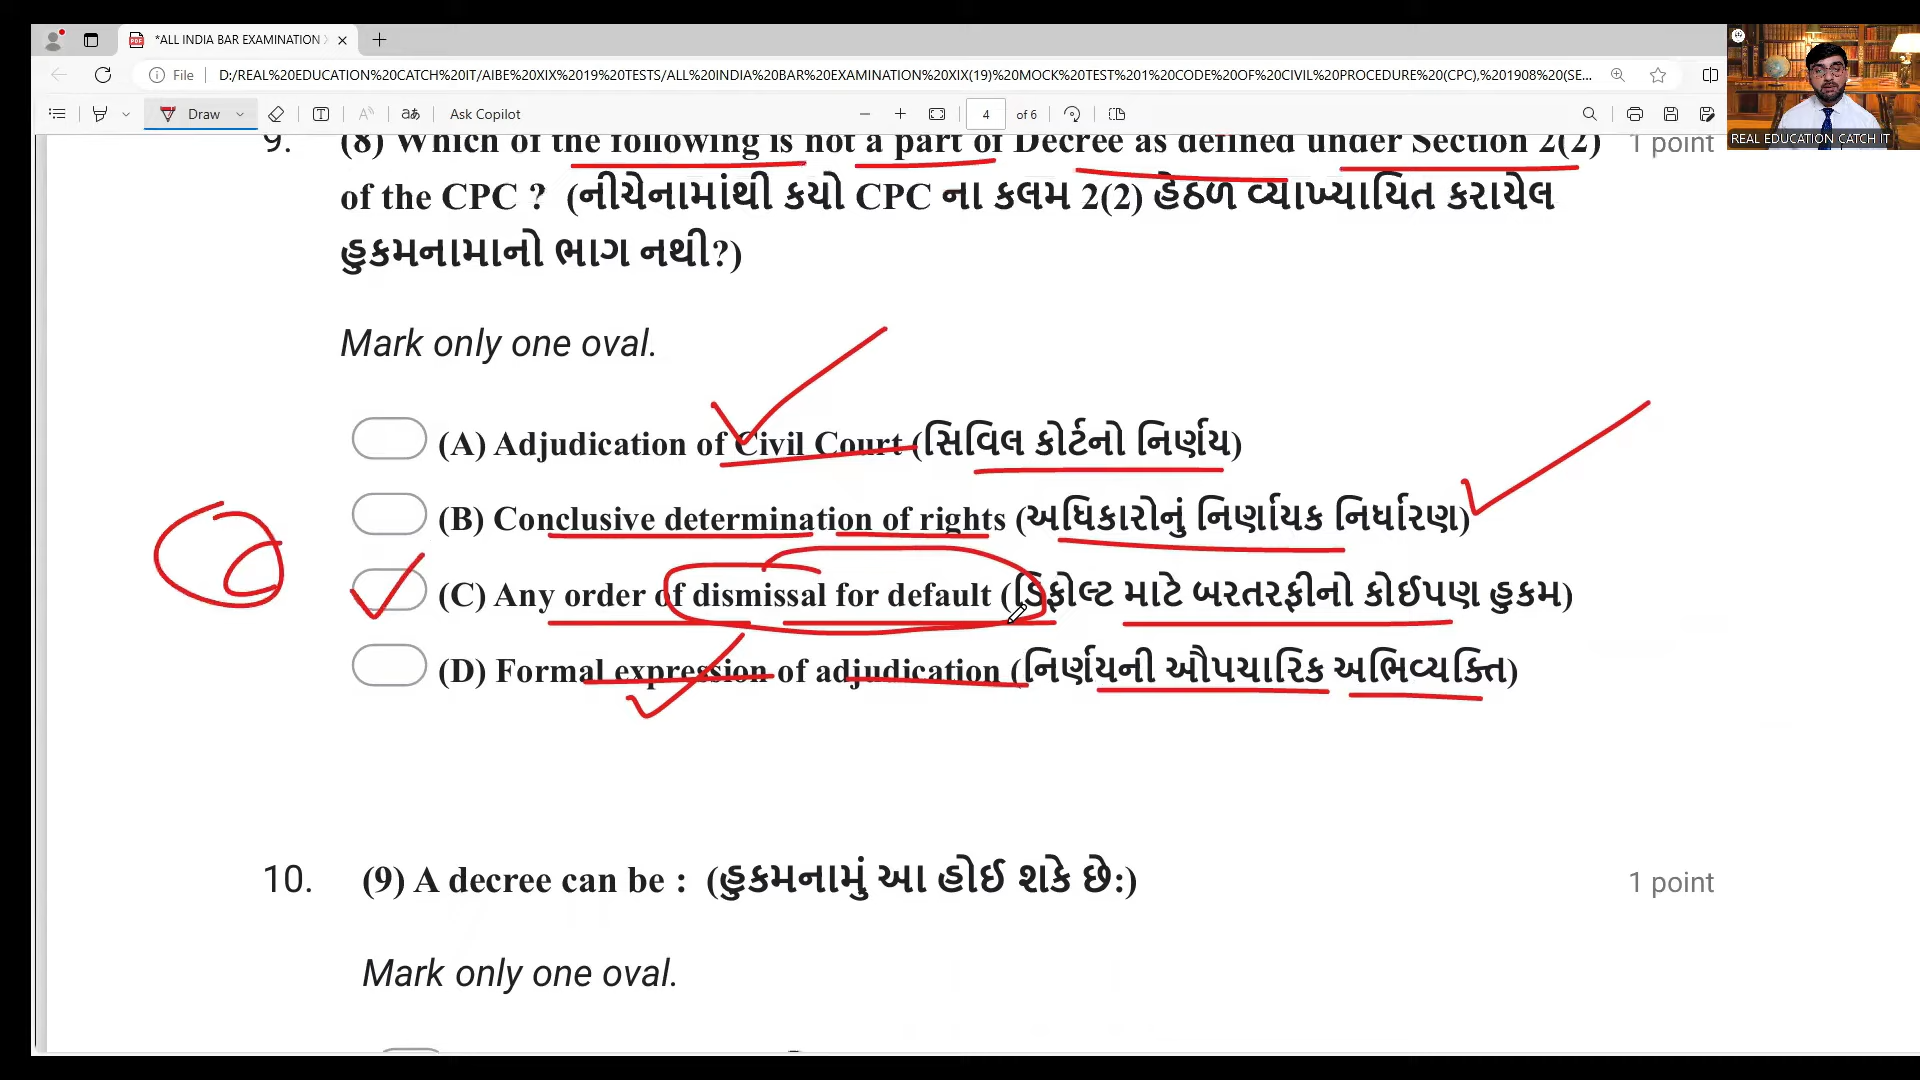 *ALL INDIA BAR EXAMINATION
File D:/REAL%20EDUCATION%20CATCH%20IT/AIBE%20XIX%2019%20TESTS/ALL%20INDIA%20BAR%20EXAMINATION%20XIX(19)%20MOCK%20TEST%201%20CODE%20OF%20CIVIL%20PROCEDURE%20(CPC),%201908%20(SE...
Draw Ask Copilot 4 of 6
REAL EDUCATION CATCH IT
9. (8) Which of the following is not a part of Decree as defined under Section 2(2) 1 point
of the CPC ? (નીચેનામાંથી કયો CPC ના કલમ 2(2) હેઠળ વ્યાખ્યાયિત કરાયેલ
હુકમનામાનો ભાગ નથી?)
Mark only one oval.
(A) Adjudication of Civil Court (સિવિલ કોર્ટનો નિર્ણય)
(B) Conclusive determination of rights (અધિકારોનું નિર્ણાયક નિર્ધારણ)
(C) Any order of dismissal for default (ડિફોલ્ટ માટે બરતરફીનો કોઈપણ હુકમ)
(D) Formal expression of adjudication (નિર્ણયની ઔપચારિક અભિવ્યક્તિ)
10. (9) A decree can be : (હુકમનામું આ હોઈ શકે છે:) 1 point
Mark only one oval.